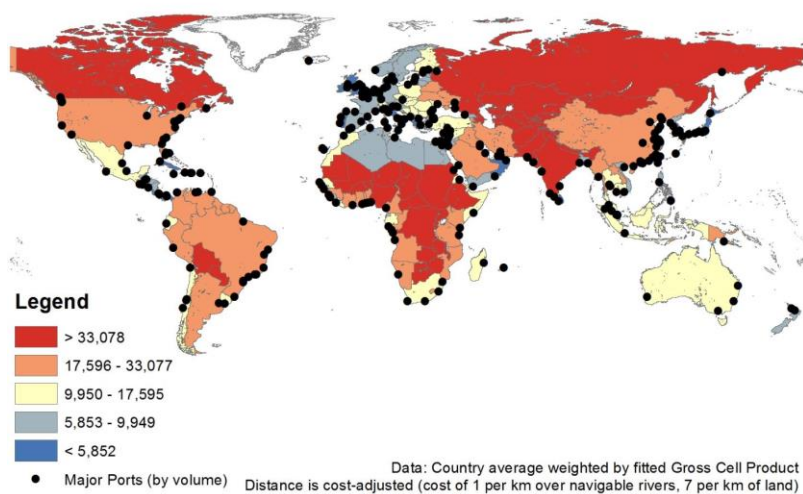 Legend
> 33,078
17,596 - 33,077
9,950 - 17,595
5,853 - 9,949
< 5,852
Major Ports (by volume)
Data: Country average weighted by fitted Gross Cell Product
Distance is cost-adjusted (cost of 1 per km over navigable rivers, 7 per km of land)